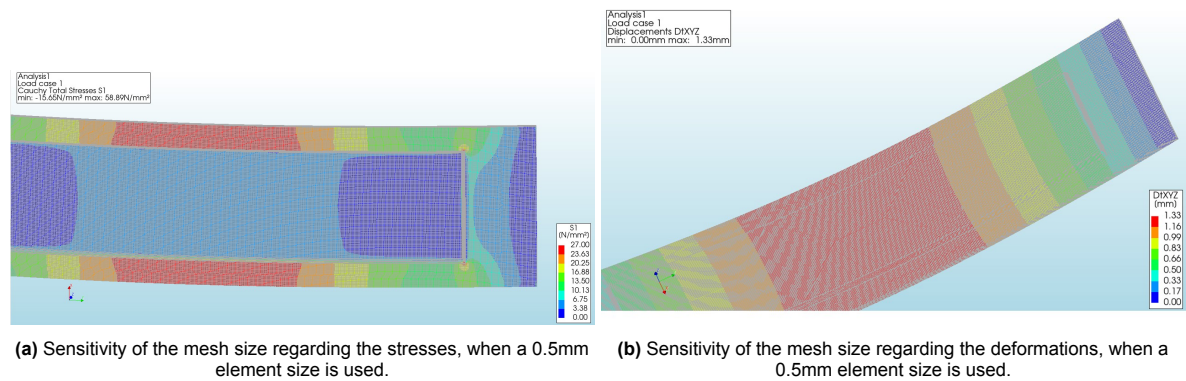 Analysis1
Load case 1
Cauchy Total Stresses S1
min: -15.65N/mm² max: 58.89N/mm²
S1
(N/mm²)
27.00
23.63
20.25
16.88
13.50
10.13
6.75
3.38
0.00
(a) Sensitivity of the mesh size regarding the stresses, when a 0.5mm
element size is used.
Analysis1
Load case 1
Displacements DtXYZ
min: 0.00mm max: 1.33mm
DtXYZ
(mm)
1.33
1.16
0.99
0.83
0.66
0.50
0.33
0.17
0.00
(b) Sensitivity of the mesh size regarding the deformations, when a
0.5mm element size is used.